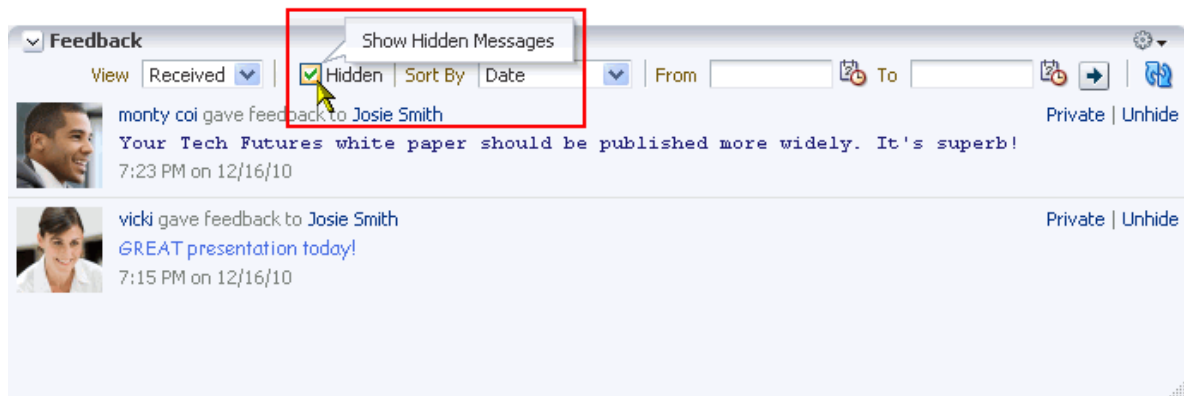 Feedback
Show Hidden Messages
View Received Hidden Sort By Date From To
monty coi gave feedback to Josie Smith Private | Unhide
Your Tech Futures white paper should be published more widely. It's superb!
7:23 PM on 12/16/10
vicki gave feedback to Josie Smith Private | Unhide
GREAT presentation today!
7:15 PM on 12/16/10